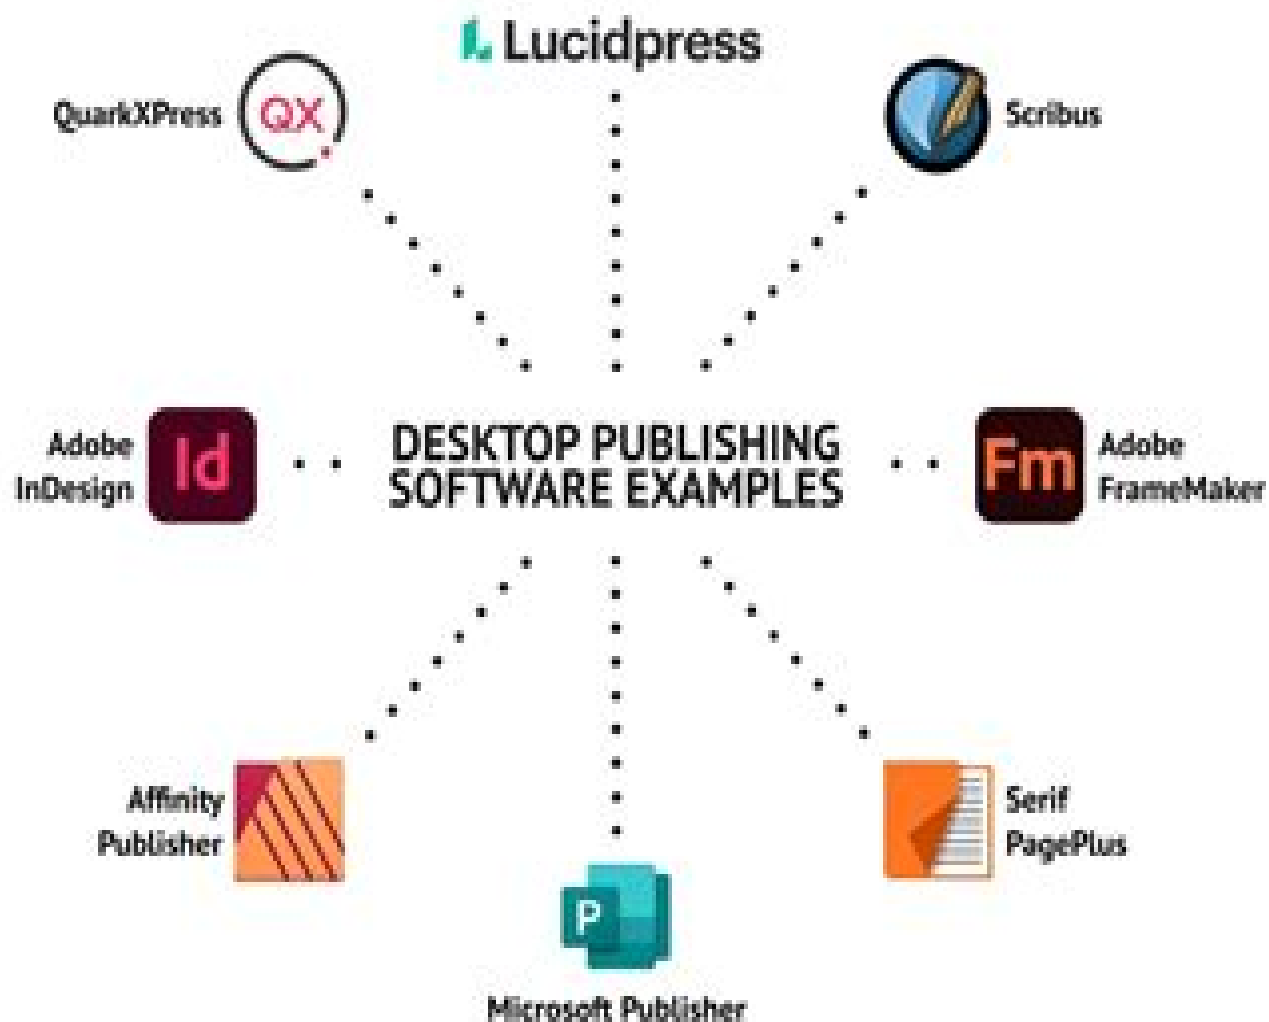 Lucidpress
QuarkXPress
QX
Scribus
Adobe
InDesign
Id
DESKTOP PUBLISHING
SOFTWARE EXAMPLES
Fm
Adobe
FrameMaker
Affinity
Publisher
Serif
PagePlus
P
Microsoft Publisher